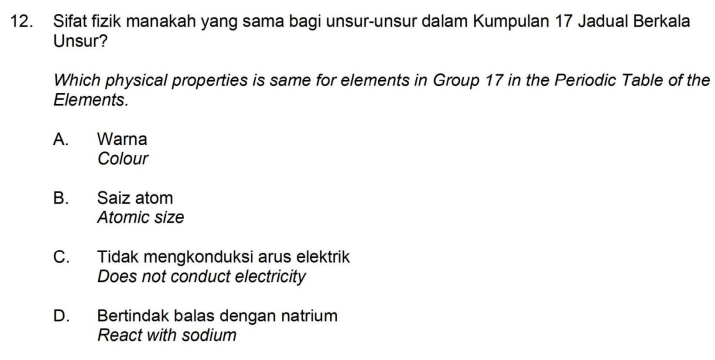 12. Sifat fizik manakah yang sama bagi unsur-unsur dalam Kumpulan 17 Jadual Berkala
Unsur?
Which physical properties is same for elements in Group 17 in the Periodic Table of the
Elements.
A. Warna
Colour
B. Saiz atom
Atomic size
C. Tidak mengkonduksi arus elektrik
Does not conduct electricity
D. Bertindak balas dengan natrium
React with sodium